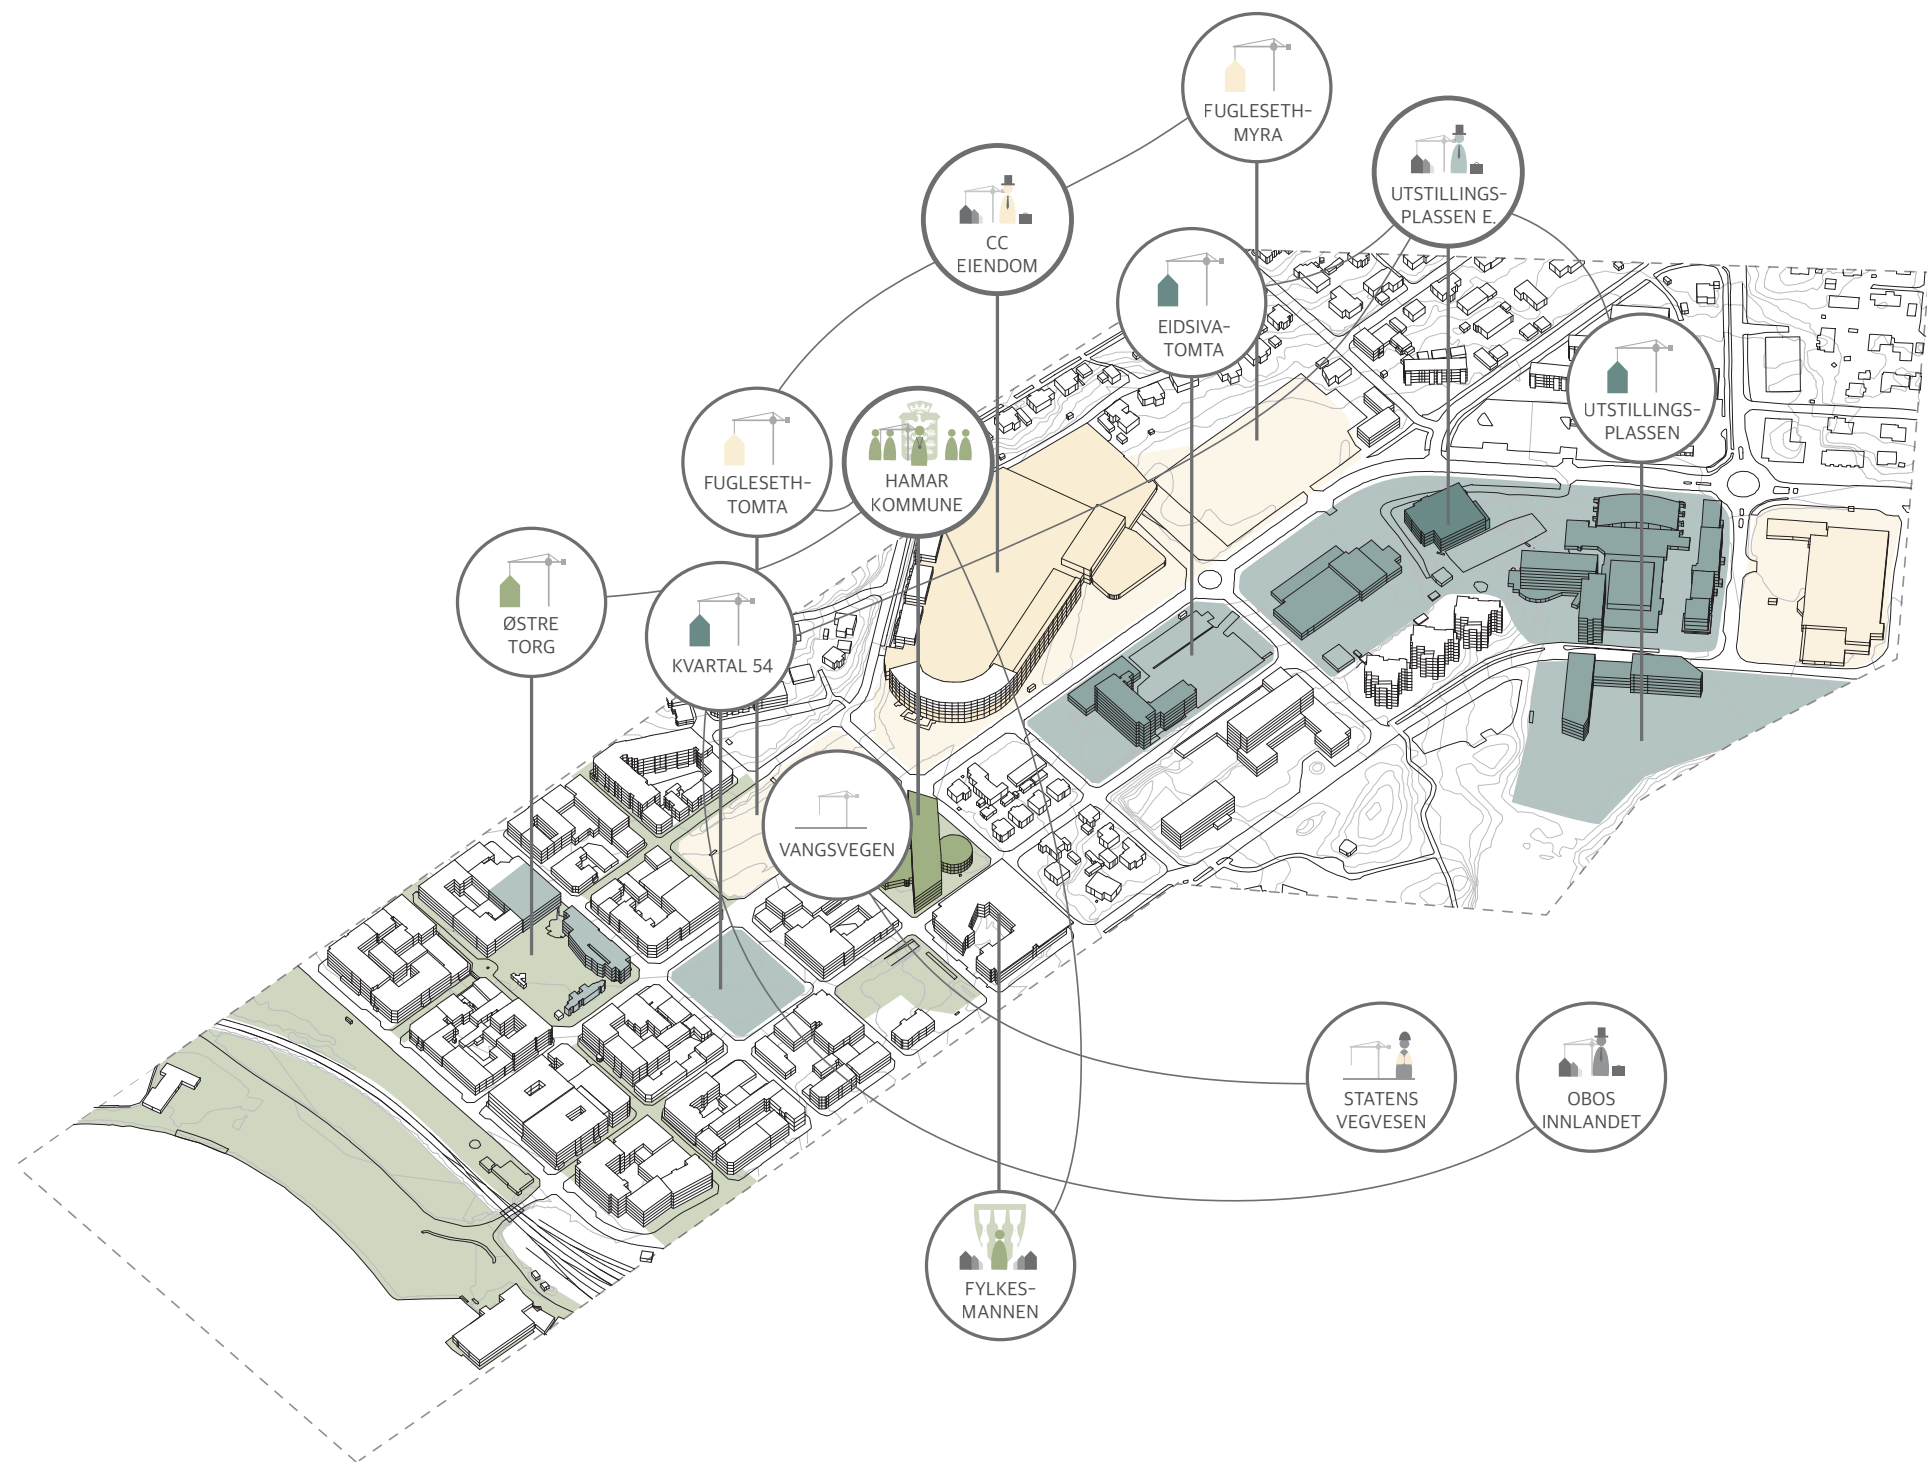 FUGLESETH-
MYRA
UTSTILLINGS-
PLASSEN E.
CC
EIENDOM
EIDSIVA-
TOMTA
UTSTILLINGS-
PLASSEN
FUGLESETH-
TOMTA
HAMAR
KOMMUNE
ØSTRE
TORG
KVARTAL 54
VANGSVEGEN
STATENS
VEGVESEN
OBOS
INNLANDET
FYLKES-
MANNEN